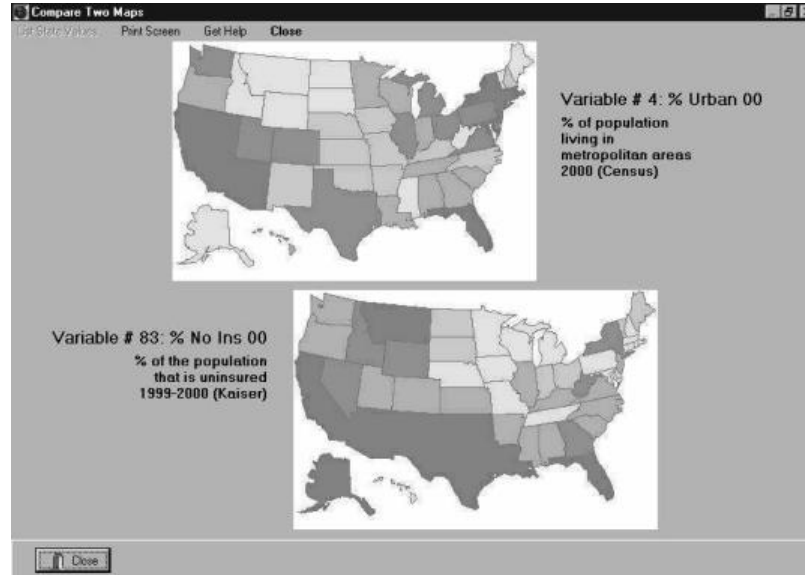 Compare Two Maps
List State Values Print Screen Get Help Close
Variable # 4: % Urban 00
% of population
living in
metropolitan areas
2000 (Census)
Variable # 83: % No Ins 00
% of the population
that is uninsured
1999-2000 (Kaiser)
Close